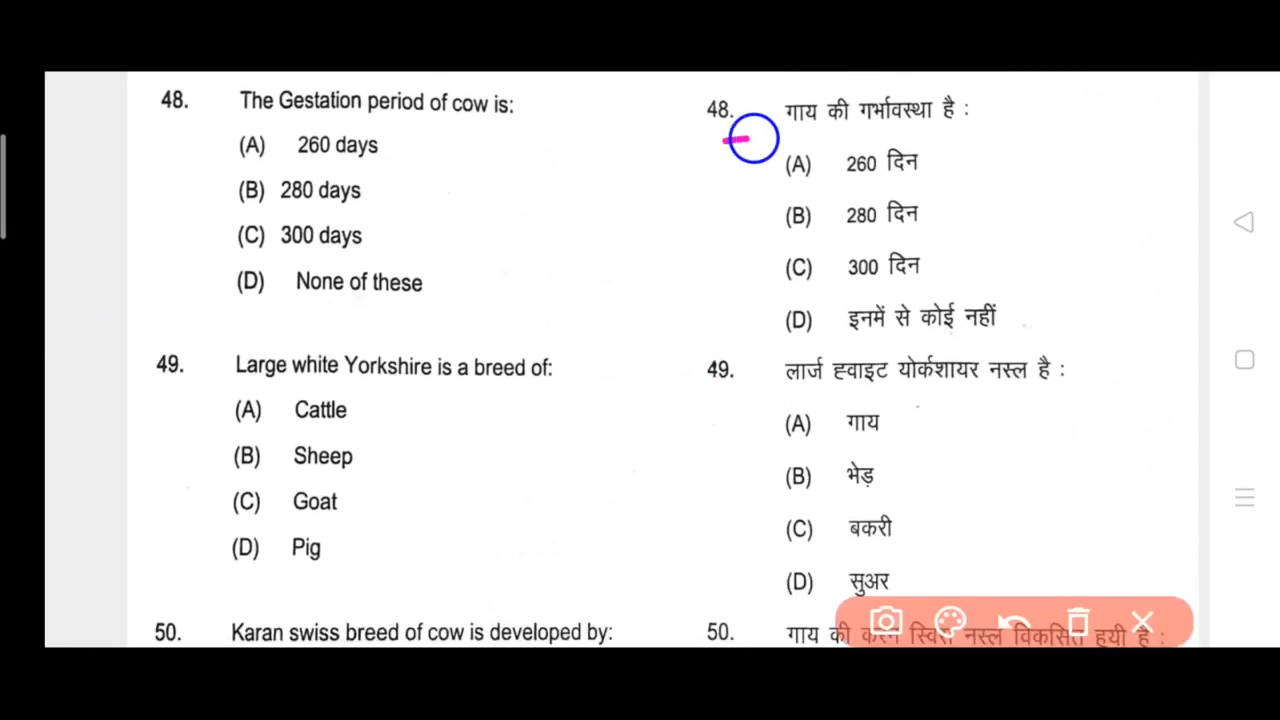 48. The Gestation period of cow is:
(A) 260 days
(B) 280 days
(C) 300 days
(D) None of these
49. Large white Yorkshire is a breed of:
(A) Cattle
(B) Sheep
(C) Goat
(D) Pig
50. Karan swiss breed of cow is developed by:
48. गाय की गर्भावस्था है :
(A) 260 दिन
(B) 280 दिन
(C) 300 दिन
(D) इनमें से कोई नहीं
49. लार्ज ह्वाइट योर्कशायर नस्ल है :
(A) गाय
(B) भेड़
(C) बकरी
(D) सुअर
50. गाय की करन स्विस नस्ल विकसित हुयी है :